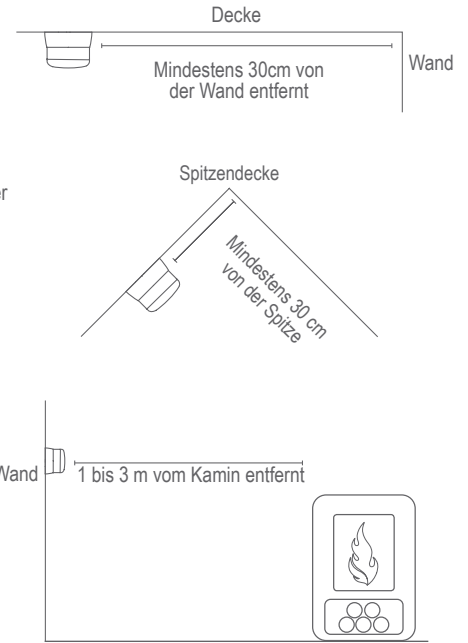 Decke
Mindestens 30cm von
der Wand entfernt
Wand
Spitzendecke
Mindestens 30 cm
von der Spitze
Wand
1 bis 3 m vom Kamin entfernt